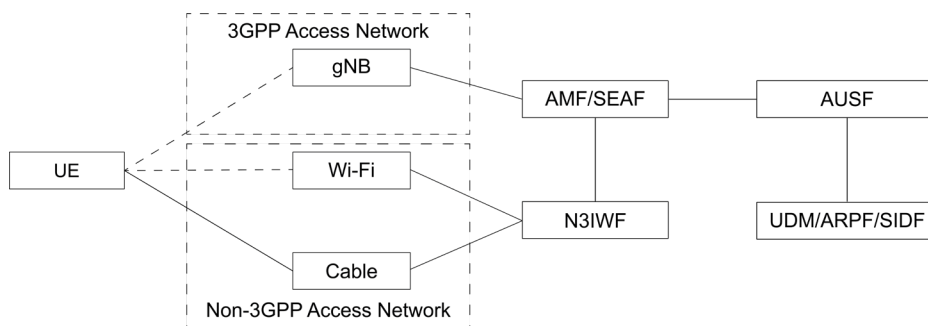 3GPP Access Network
gNB
AMF/SEAF
AUSF
UE
Wi-Fi
N3IWF
UDM/ARPF/SIDF
Cable
Non-3GPP Access Network